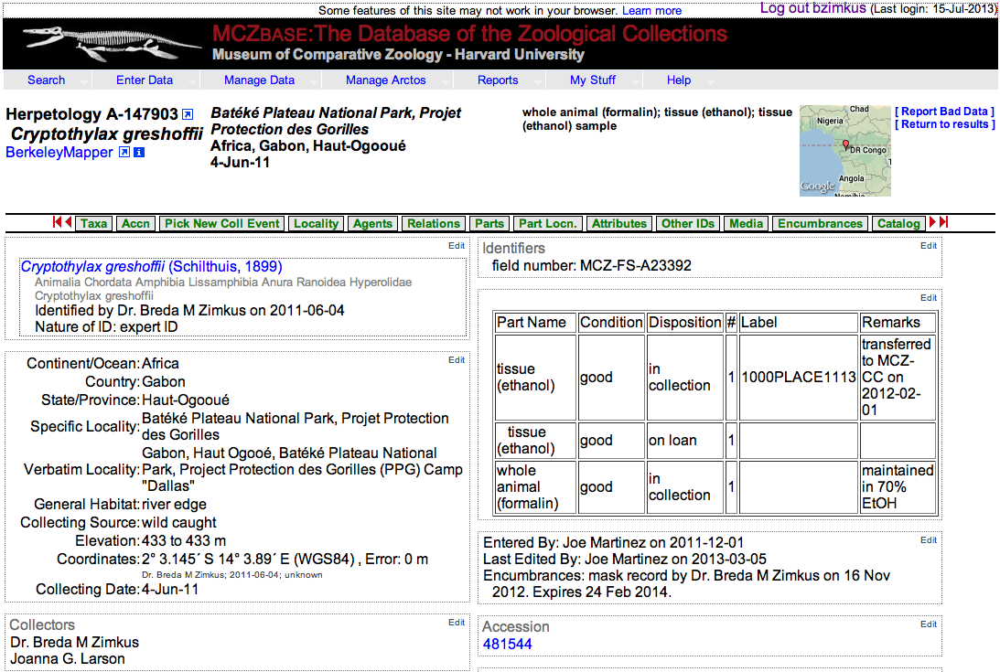 Some features of this site may not work in your browser. Learn more
Log out bzimkus (Last login: 15-Jul-2013)
MCZBASE:The Database of the Zoological Collections
Museum of Comparative Zoology - Harvard University
Search
Enter Data
Manage Data
Manage Arctos
Reports
My Stuff
Help
Herpetology A-147903
Cryptothylax greshoffii
BerkeleyMapper
Batéké Plateau National Park, Projet
Protection des Gorilles
Africa, Gabon, Haut-Ogooué
4-Jun-11
whole animal (formalin); tissue (ethanol); tissue
(ethanol) sample
Chad
Nigeria
DR Congo
Angola
Namibia
Google
[ Report Bad Data ]
[ Return to results ]
Taxa
Accn
Pick New Coll Event
Locality
Agents
Relations
Parts
Part Locn.
Attributes
Other IDs
Media
Encumbrances
Catalog
Edit
Cryptothylax greshoffii (Schilthuis, 1899)
Animalia Chordata Amphibia Lissamphibia Anura Ranoidea Hyperolidae
Cryptothylax greshoffii
Identified by Dr. Breda M Zimkus on 2011-06-04
Nature of ID: expert ID
Edit
Continent/Ocean: Africa
Country: Gabon
State/Province: Haut-Ogooué
Specific Locality: Batéké Plateau National Park, Projet Protection
des Gorilles
Verbatim Locality: Gabon, Haut Ogooé, Batéké Plateau National
Park, Project Protection des Gorilles (PPG) Camp
"Dallas"
General Habitat: river edge
Collecting Source: wild caught
Elevation: 433 to 433 m
Coordinates: 2° 3.145´ S 14° 3.89´ E (WGS84) , Error: 0 m
Dr. Breda M Zimkus; 2011-06-04; unknown
Collecting Date: 4-Jun-11
Collectors
Edit
Dr. Breda M Zimkus
Joanna G. Larson
Identifiers
Edit
field number: MCZ-FS-A23392
Edit
Part Name Condition Disposition # Label Remarks
tissue
(ethanol)
good
in
collection
1
1000PLACE1113
transferred
to MCZ-
CC on
2012-02-
01
tissue
(ethanol)
good
on loan
1
whole
animal
(formalin)
good
in
collection
1
maintained
in 70%
EtOH
Edit
Entered By: Joe Martinez on 2011-12-01
Last Edited By: Joe Martinez on 2013-03-05
Encumbrances: mask record by Dr. Breda M Zimkus on 16 Nov
2012. Expires 24 Feb 2014.
Accession
Edit
481544